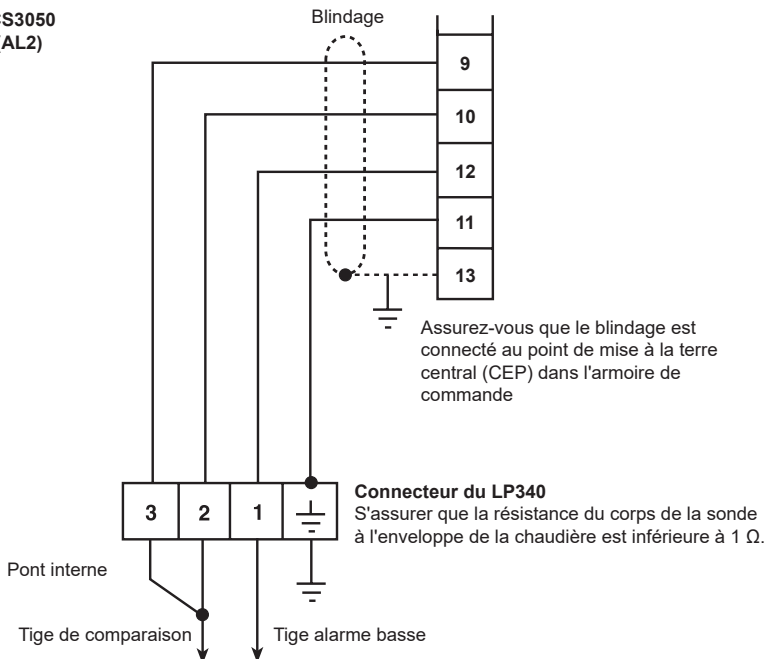 S3050
AL2)
Blindage
9
10
12
11
13
Assurez-vous que le blindage est
connecté au point de mise à la terre
central (CEP) dans l'armoire de
commande
3 2 1
Connecteur du LP340
S'assurer que la résistance du corps de la sonde
à l'enveloppe de la chaudière est inférieure à 1 Ω.
Pont interne
Tige de comparaison
Tige alarme basse